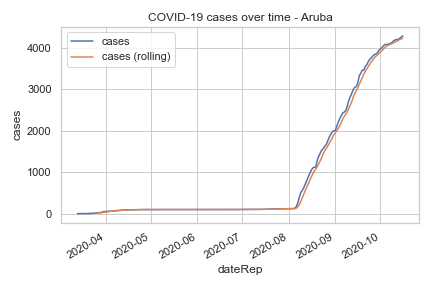 COVID-19 cases over time - Aruba
cases
cases (rolling)
4000
3000
2000
1000
0
cases
2020-04
2020-05
2020-06
2020-07
2020-08
2020-09
2020-10
dateRep